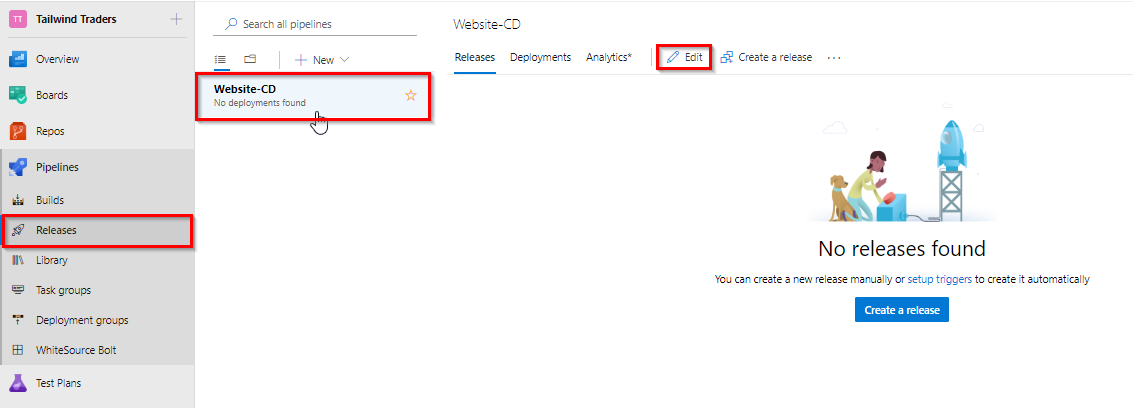 TT Tailwind Traders
Overview
Boards
Repos
Pipelines
Builds
Releases
Library
Task groups
Deployment groups
WhiteSource Bolt
Test Plans
Search all pipelines
New
Website-CD
No deployments found
Website-CD
Releases Deployments Analytics* Edit Create a release ...
No releases found
You can create a new release manually or setup triggers to create it automatically
Create a release